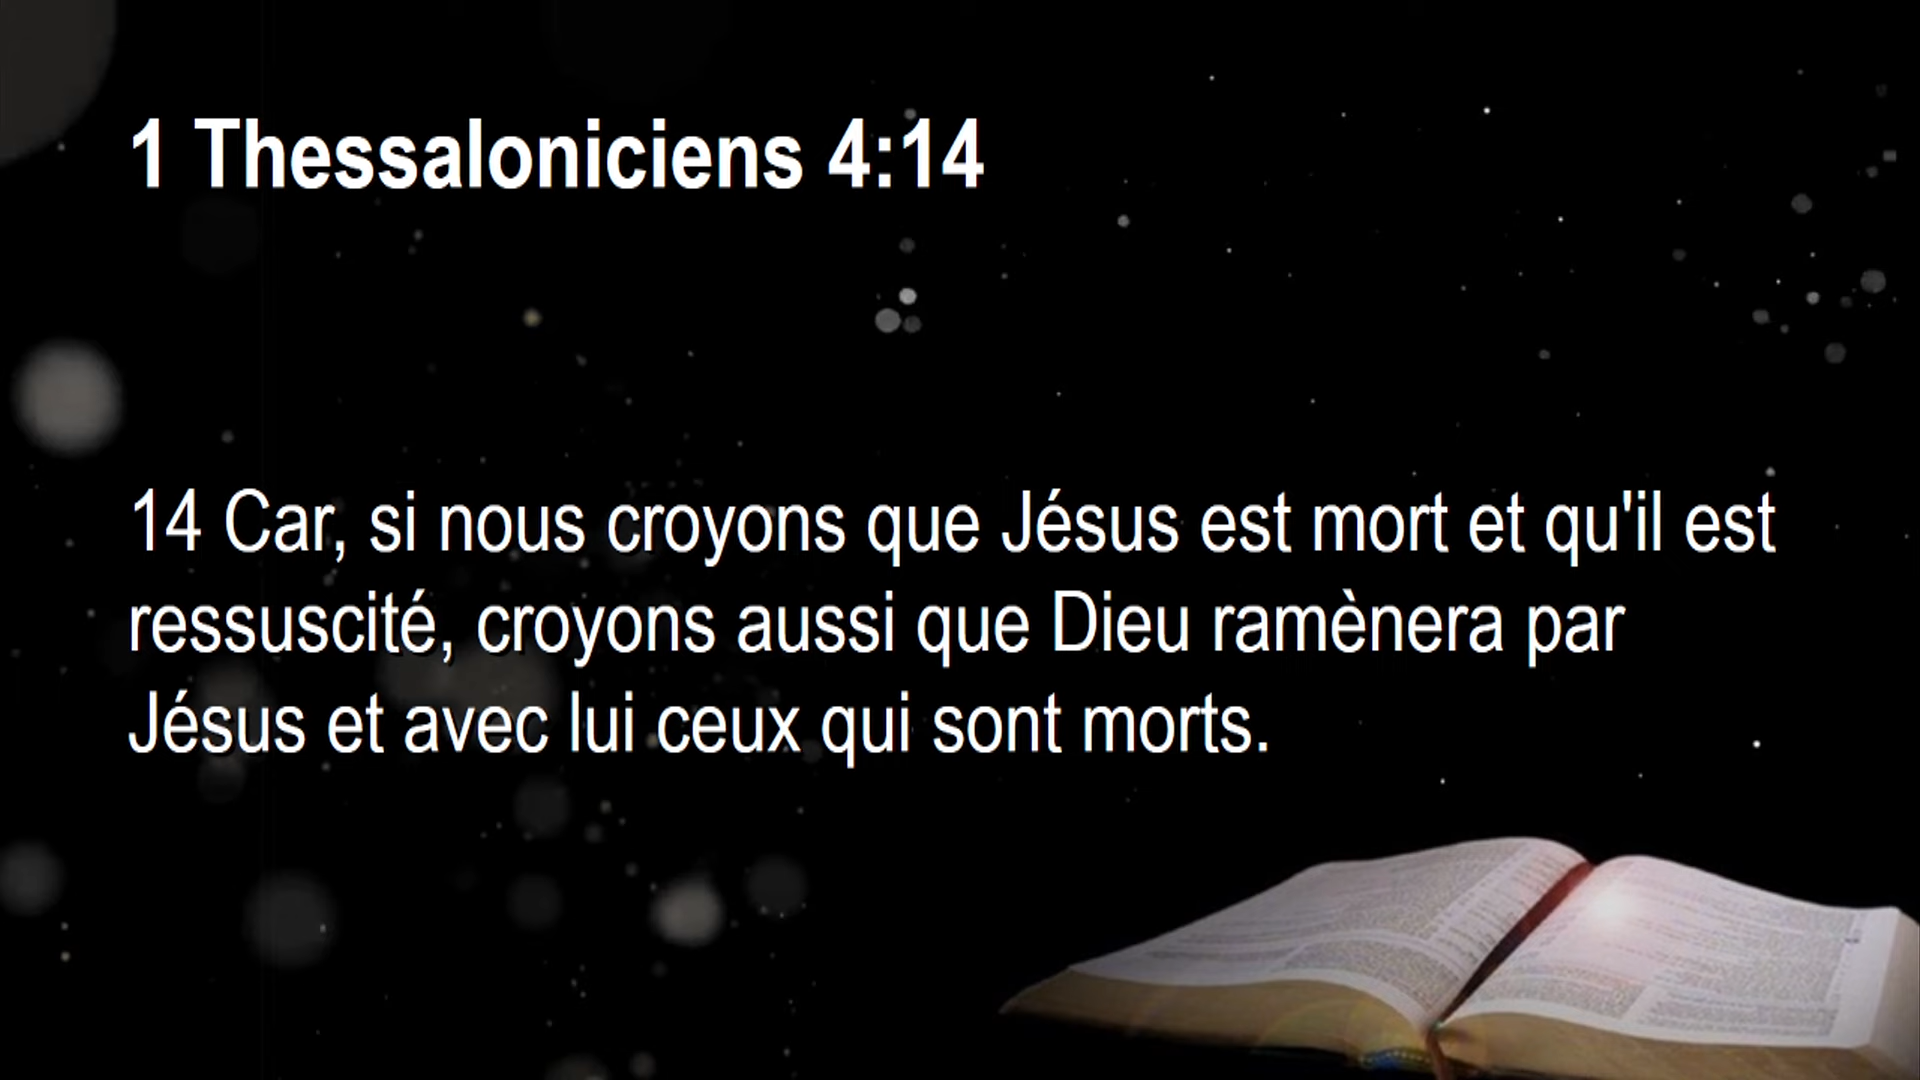 1 Thessaloniciens 4:14
14 Car, si nous croyons que Jésus est mort et qu'il est
ressuscité, croyons aussi que Dieu ramènera par
Jésus et avec lui ceux qui sont morts.